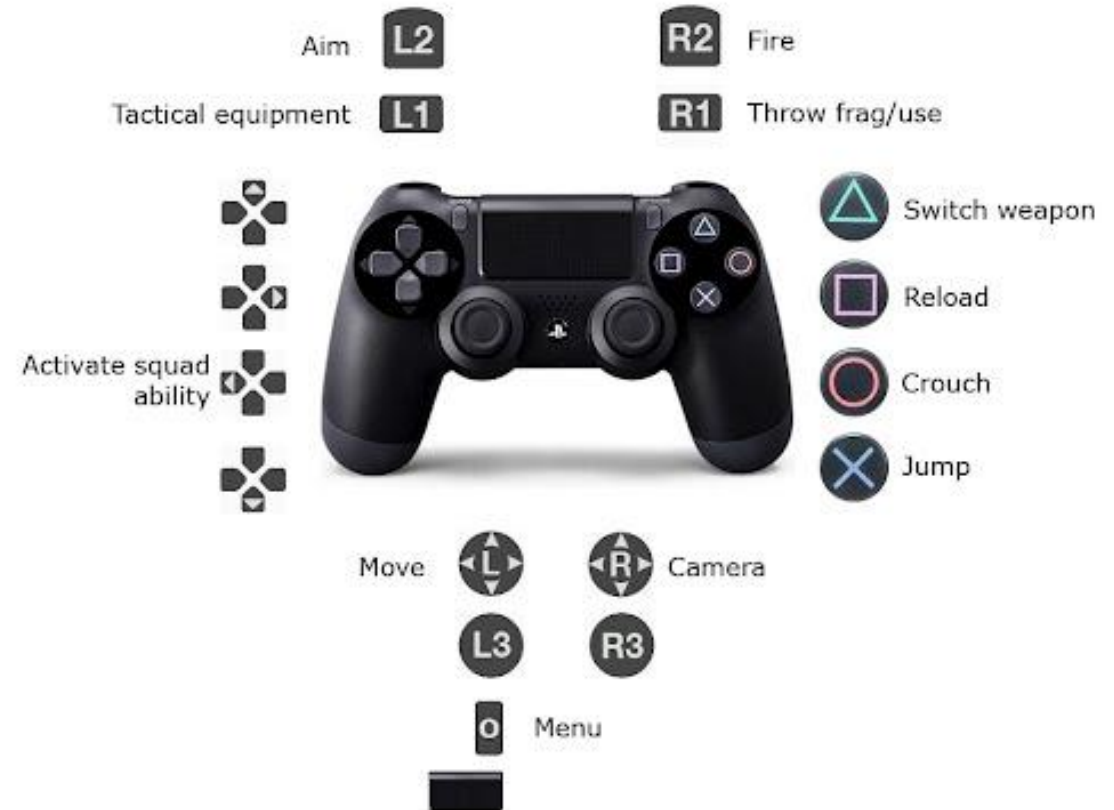 Aim L2 R2 Fire
Tactical equipment L1 R1 Throw frag/use
Switch weapon
Reload
Activate squad
ability
Crouch
Jump
Move L R Camera
L3 R3
O Menu